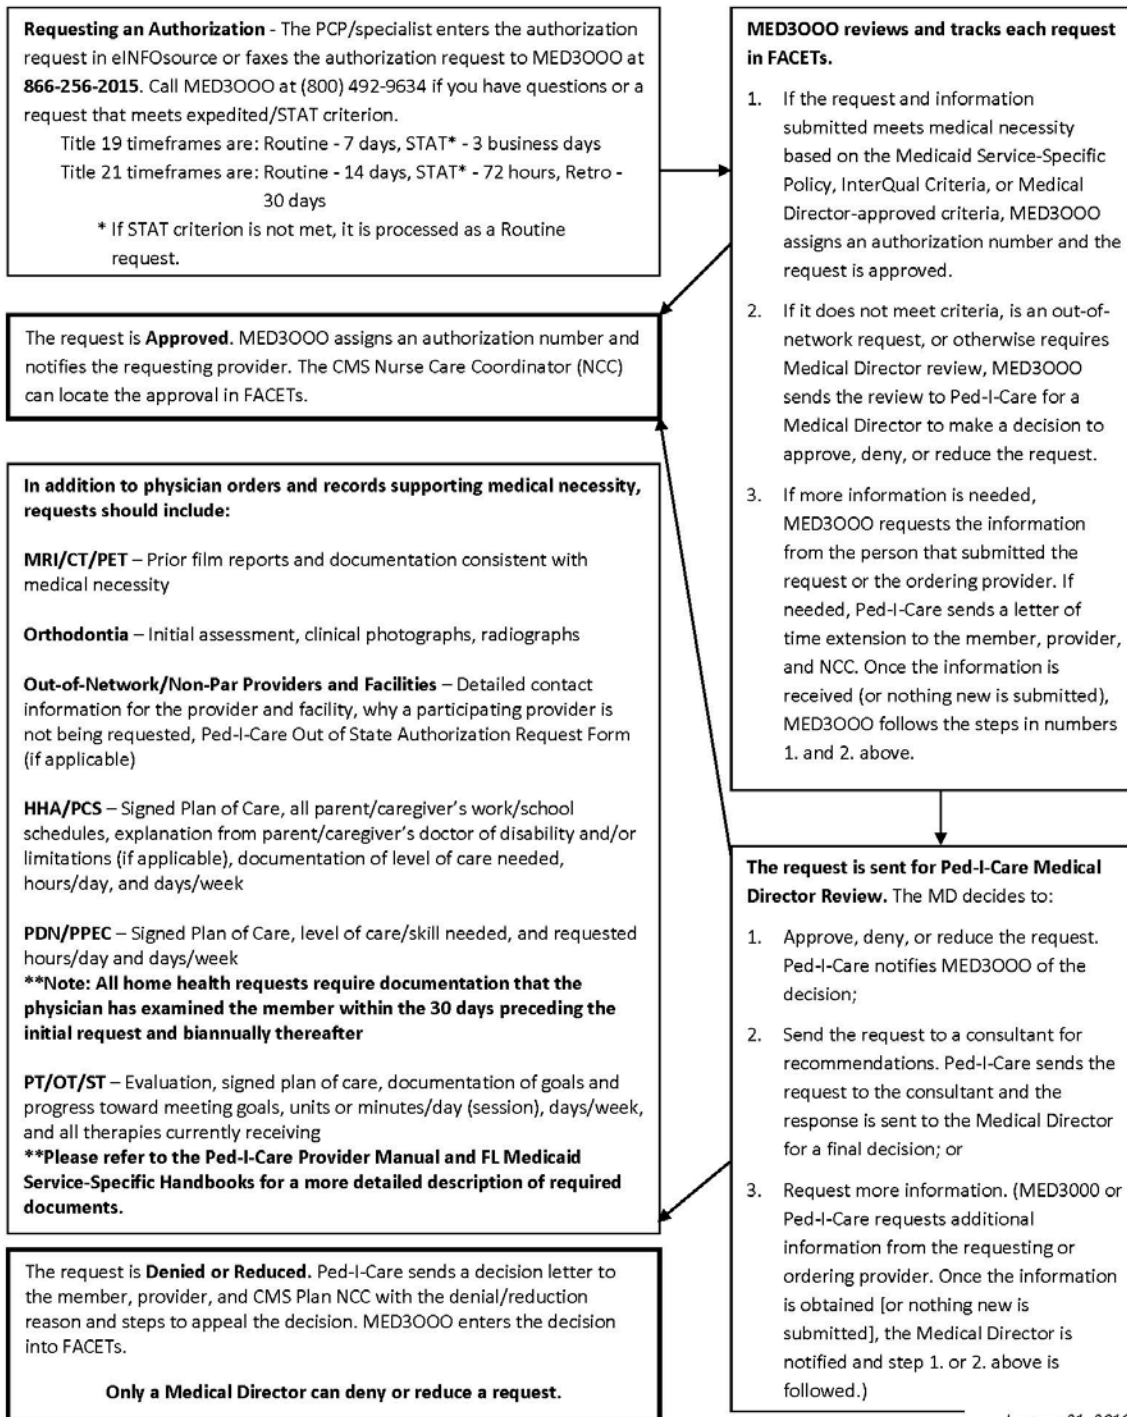 Requesting an Authorization - The PCP/specialist enters the authorization
request in eINFOsource or faxes the authorization request to MED3OOO at
866-256-2015. Call MED3OOO at (800) 492-9634 if you have questions or a
request that meets expedited/STAT criterion.
Title 19 timeframes are: Routine - 7 days, STAT* - 3 business days
Title 21 timeframes are: Routine - 14 days, STAT* - 72 hours, Retro -
30 days
* If STAT criterion is not met, it is processed as a Routine
request.
The request is Approved. MED3OOO assigns an authorization number and
notifies the requesting provider. The CMS Nurse Care Coordinator (NCC)
can locate the approval in FACETs.
In addition to physician orders and records supporting medical necessity,
requests should include:
MRI/CT/PET – Prior film reports and documentation consistent with
medical necessity
Orthodontia – Initial assessment, clinical photographs, radiographs
Out-of-Network/Non-Par Providers and Facilities – Detailed contact
information for the provider and facility, why a participating provider is
not being requested, Ped-I-Care Out of State Authorization Request Form
(if applicable)
HHA/PCS – Signed Plan of Care, all parent/caregiver's work/school
schedules, explanation from parent/caregiver's doctor of disability and/or
limitations (if applicable), documentation of level of care needed,
hours/day, and days/week
PDN/PPEC – Signed Plan of Care, level of care/skill needed, and requested
hours/day and days/week
**Note: All home health requests require documentation that the
physician has examined the member within the 30 days preceding the
initial request and biannually thereafter
PT/OT/ST – Evaluation, signed plan of care, documentation of goals and
progress toward meeting goals, units or minutes/day (session), days/week,
and all therapies currently receiving
**Please refer to the Ped-I-Care Provider Manual and FL Medicaid
Service-Specific Handbooks for a more detailed description of required
documents.
The request is Denied or Reduced. Ped-I-Care sends a decision letter to
the member, provider, and CMS Plan NCC with the denial/reduction
reason and steps to appeal the decision. MED3OOO enters the decision
into FACETs.
Only a Medical Director can deny or reduce a request.
MED3OOO reviews and tracks each request
in FACETs.
1. If the request and information
submitted meets medical necessity
based on the Medicaid Service-Specific
Policy, InterQual Criteria, or Medical
Director-approved criteria, MED3OOO
assigns an authorization number and the
request is approved.
2. If it does not meet criteria, is an out-of-
network request, or otherwise requires
Medical Director review, MED3OOO
sends the review to Ped-I-Care for a
Medical Director to make a decision to
approve, deny, or reduce the request.
3. If more information is needed,
MED3OOO requests the information
from the person that submitted the
request or the ordering provider. If
needed, Ped-I-Care sends a letter of
time extension to the member, provider,
and NCC. Once the information is
received (or nothing new is submitted),
MED3OOO follows the steps in numbers
1. and 2. above.
The request is sent for Ped-I-Care Medical
Director Review. The MD decides to:
1. Approve, deny, or reduce the request.
Ped-I-Care notifies MED3OOO of the
decision;
2. Send the request to a consultant for
recommendations. Ped-I-Care sends the
request to the consultant and the
response is sent to the Medical Director
for a final decision; or
3. Request more information. (MED3000 or
Ped-I-Care requests additional
information from the requesting or
ordering provider. Once the information
is obtained [or nothing new is
submitted], the Medical Director is
notified and step 1. or 2. above is
followed.)